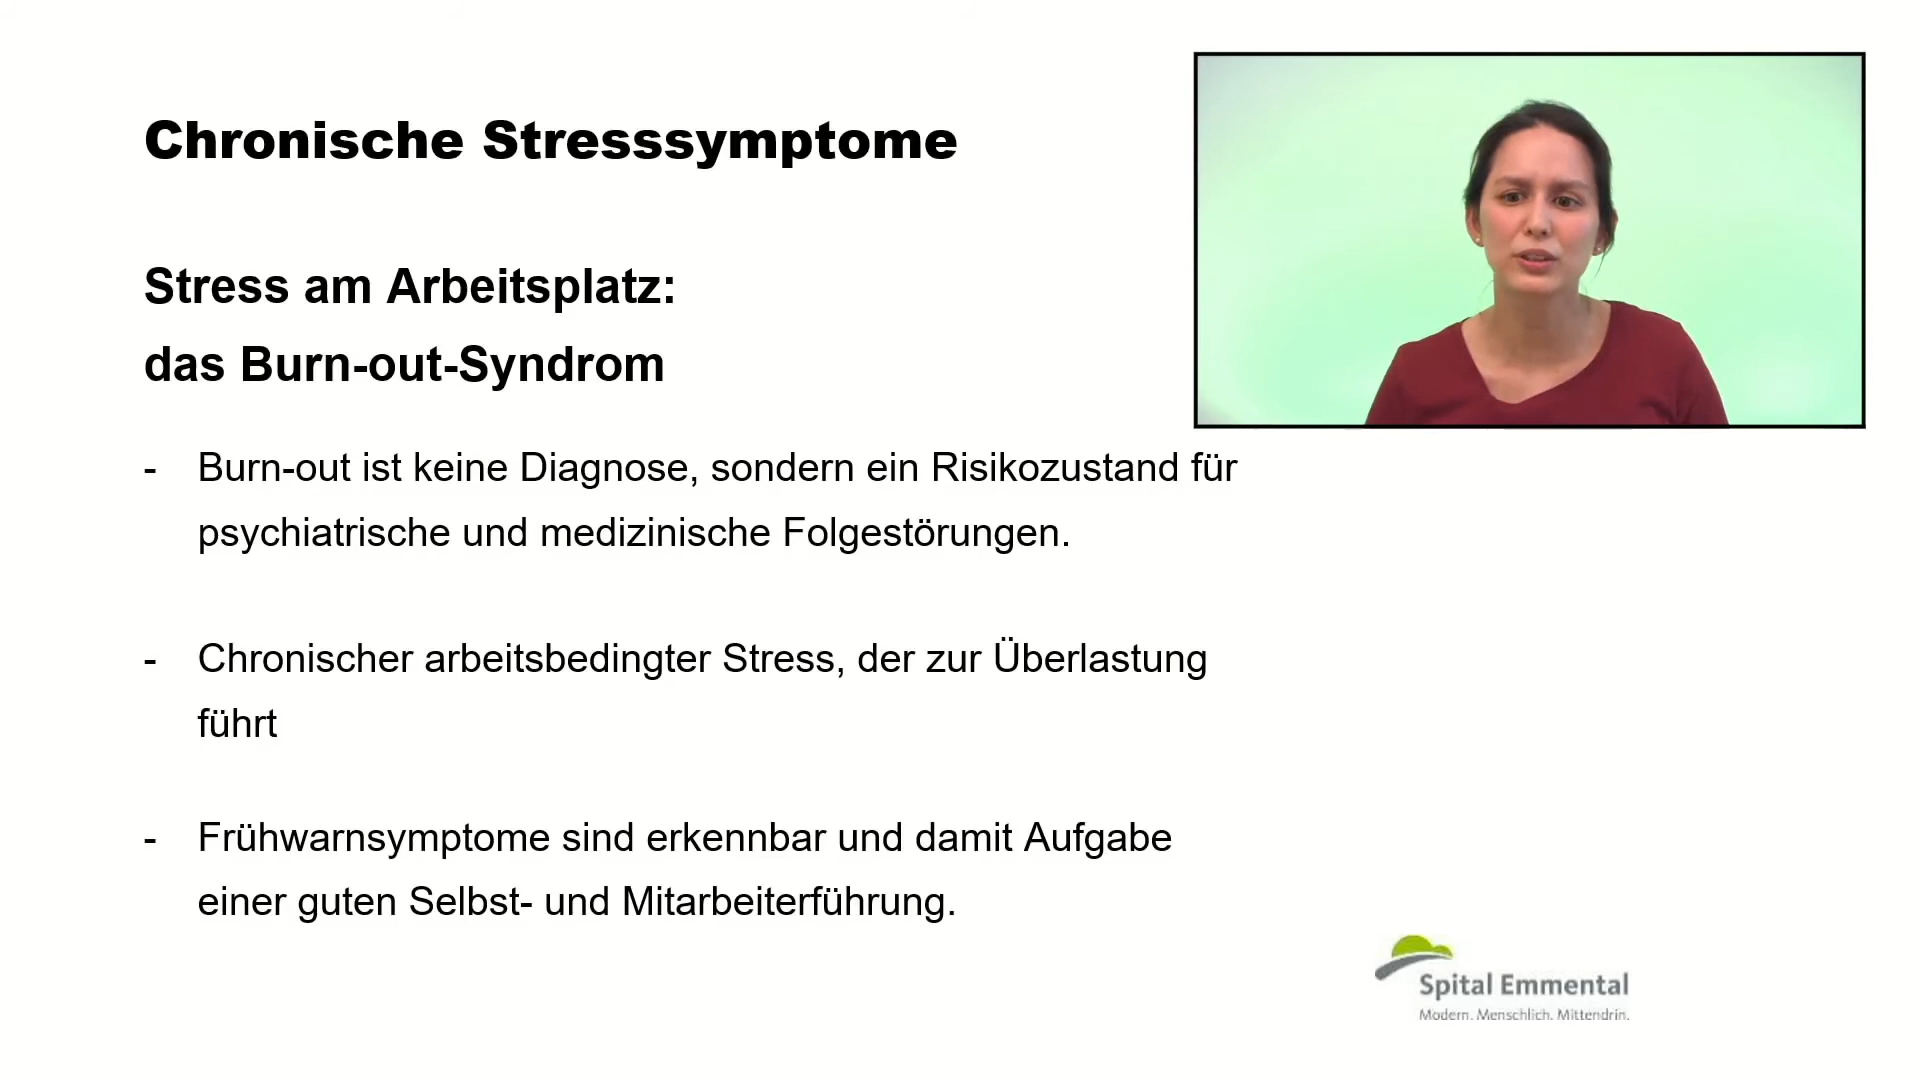 Chronische Stresssymptome
Stress am Arbeitsplatz:
das Burn-out-Syndrom
- Burn-out ist keine Diagnose, sondern ein Risikozustand für
psychiatrische und medizinische Folgestörungen.
- Chronischer arbeitsbedingter Stress, der zur Überlastung
führt
- Frühwarnsymptome sind erkennbar und damit Aufgabe
einer guten Selbst- und Mitarbeiterführung.
Spital Emmental
Modern. Menschlich. Mittendrin.